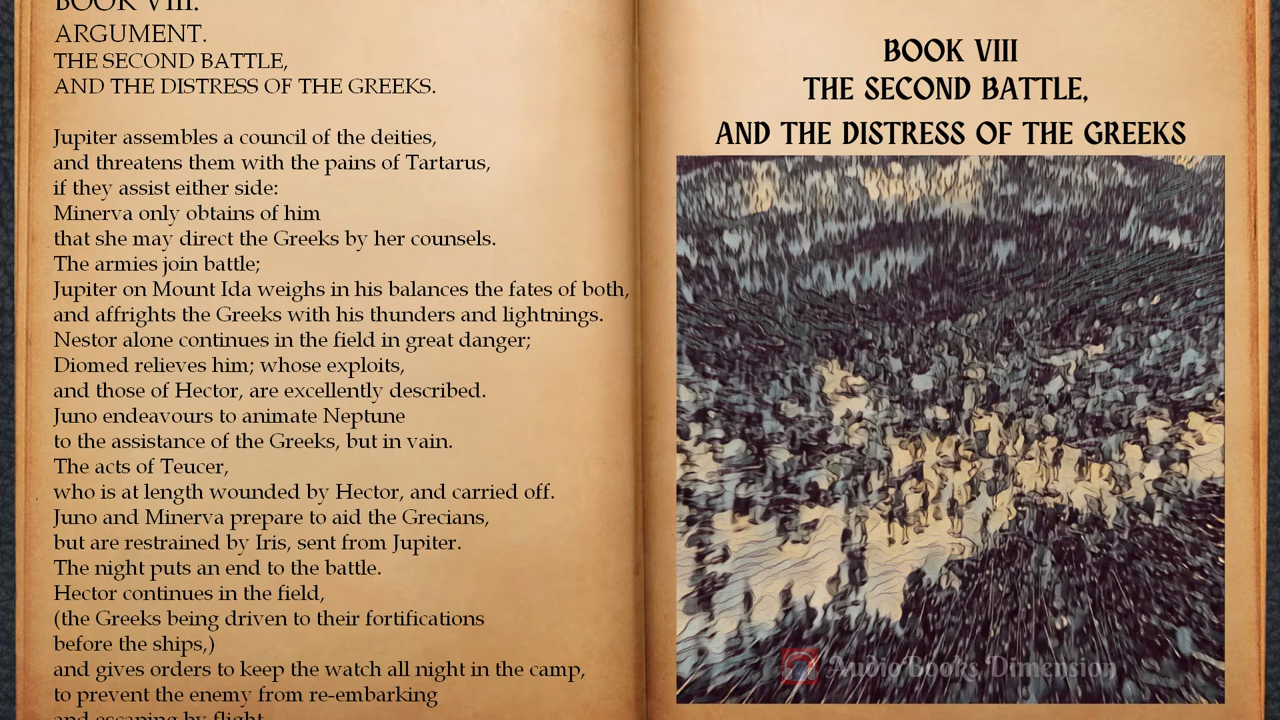 BOOK VIII.
ARGUMENT.
THE SECOND BATTLE,
AND THE DISTRESS OF THE GREEKS.
Jupiter assembles a council of the deities,
and threatens them with the pains of Tartarus,
if they assist either side:
Minerva only obtains of him
that she may direct the Greeks by her counsels.
The armies join battle;
Jupiter on Mount Ida weighs in his balances the fates of both,
and affrights the Greeks with his thunders and lightnings.
Nestor alone continues in the field in great danger;
Diomed relieves him; whose exploits,
and those of Hector, are excellently described.
Juno endeavours to animate Neptune
to the assistance of the Greeks, but in vain.
The acts of Teucer,
who is at length wounded by Hector, and carried off.
Juno and Minerva prepare to aid the Grecians,
but are restrained by Iris, sent from Jupiter.
The night puts an end to the battle.
Hector continues in the field,
(the Greeks being driven to their fortifications
before the ships,)
and gives orders to keep the watch all night in the camp,
to prevent the enemy from re-embarking
and escaping by flight.
BOOK VIII
THE SECOND BATTLE,
AND THE DISTRESS OF THE GREEKS
AudioBooks Dimension